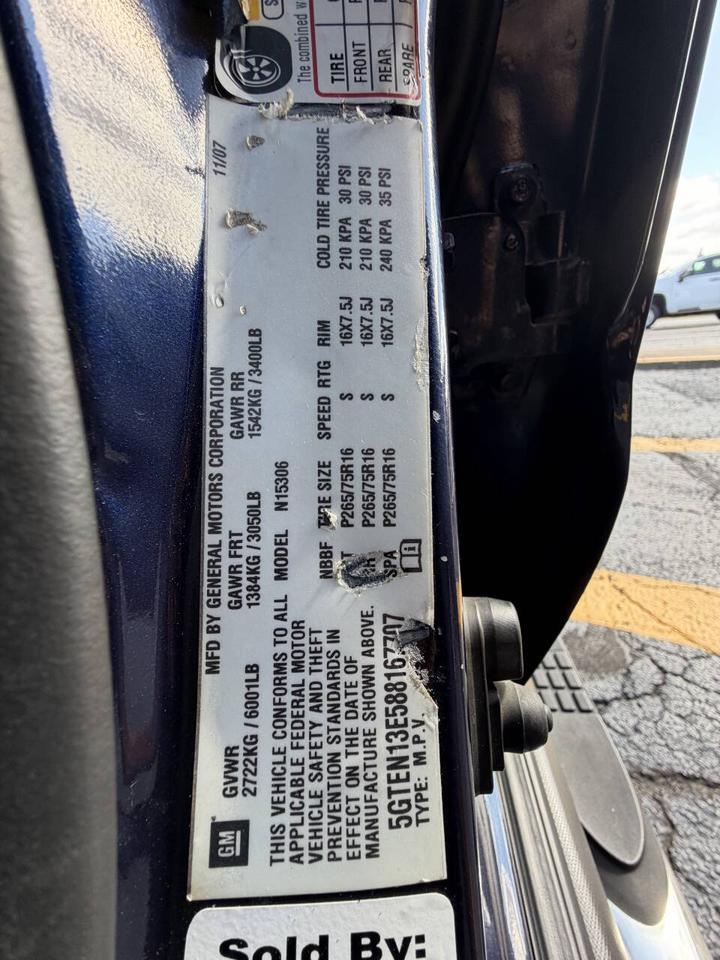 The combined w
TIRE
FRONT
REAR
SPARE
11/07
MFD BY GENERAL MOTORS CORPORATION
GVWR GAWR FRT GAWR RR
2722KG / 6001LB 1384KG / 3050LB 1542KG / 3400LB
THIS VEHICLE CONFORMS TO ALL
APPLICABLE FEDERAL MOTOR
VEHICLE SAFETY AND THEFT
PREVENTION STANDARDS IN
EFFECT ON THE DATE OF
MANUFACTURE SHOWN ABOVE.
MODEL N15306
TIRE SIZE SPEED RTG RIM COLD TIRE PRESSURE
P265/75R16 S 16X7.5J 210 KPA 30 PSI
P265/75R16 S 16X7.5J 210 KPA 30 PSI
SPA P265/75R16 S 16X7.5J 240 KPA 35 PSI
5GTEN13E588167707
TYPE: M.P.V.
GM
Sold By: